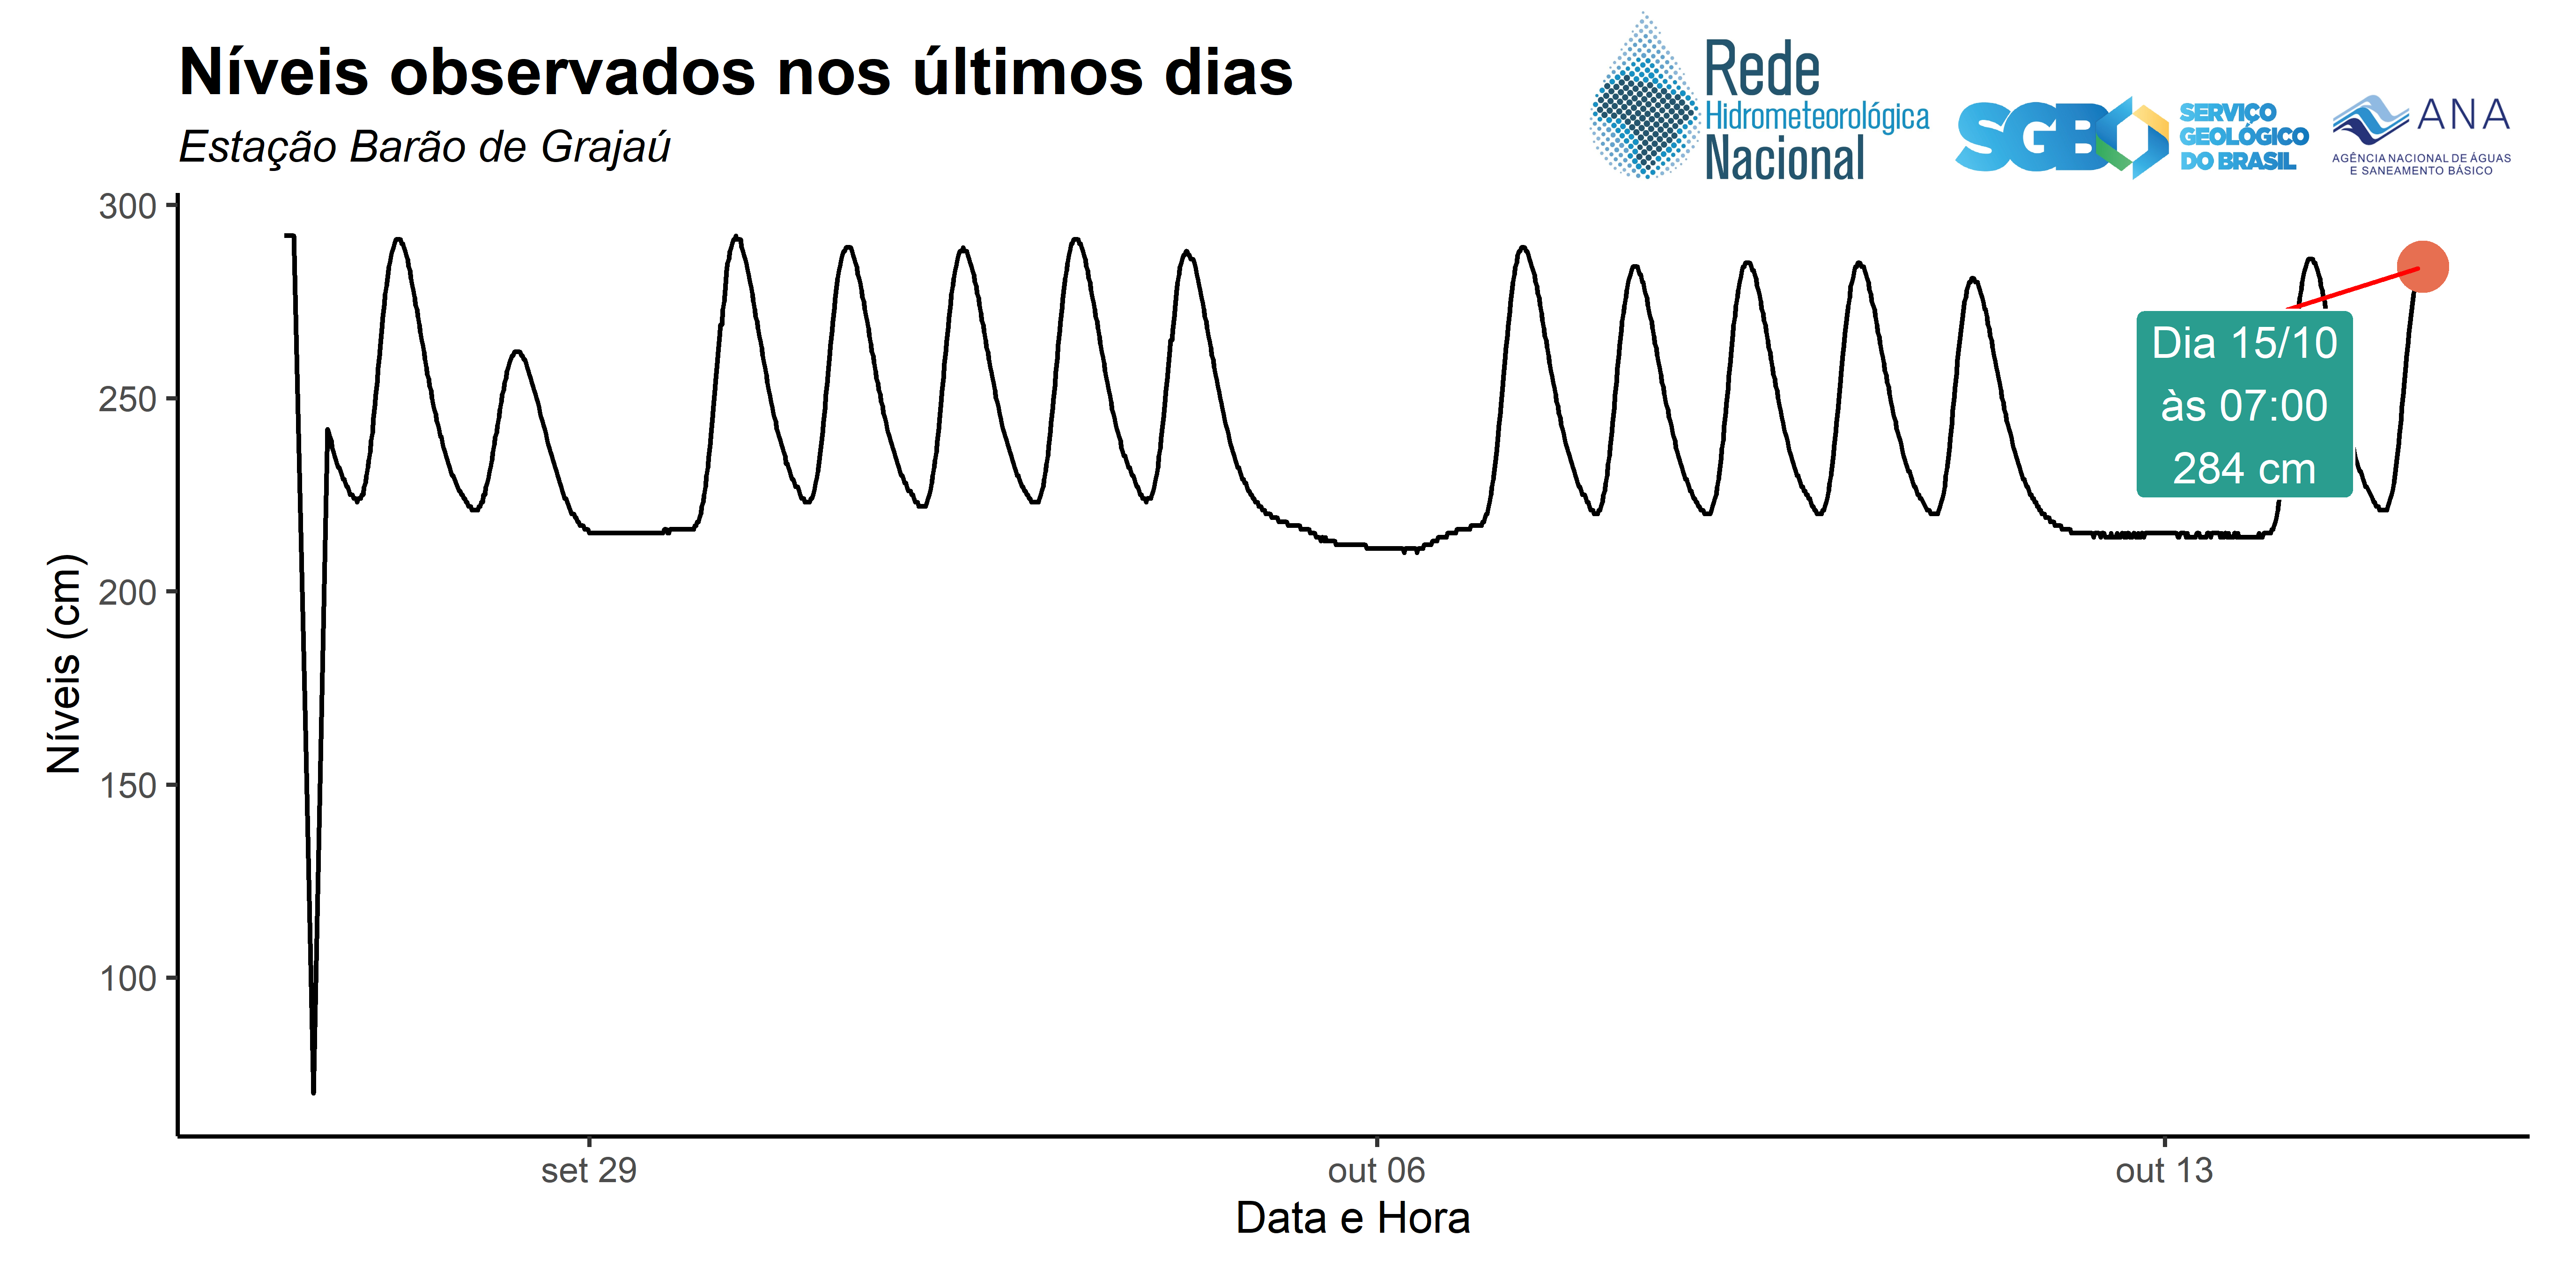 Níveis observados nos últimos dias
Estação Barão de Grajaú
Rede
Hidrometeorológica
Nacional
SGB
SERVIÇO
GEOLÓGICO
DO BRASIL
ANA
AGÊNCIA NACIONAL DE ÁGUAS
E SANEAMENTO BÁSICO
300
250
200
150
100
Níveis (cm)
Dia 15/10
às 07:00
284 cm
set 29
out 06
out 13
Data e Hora